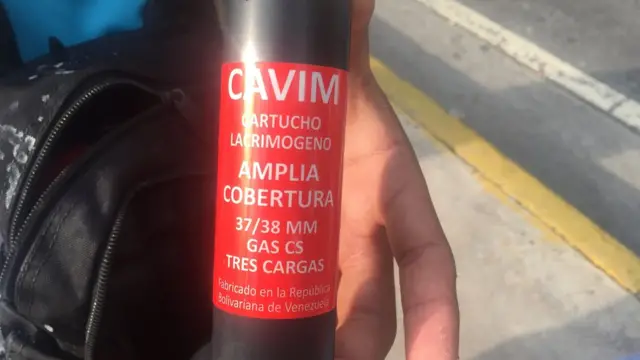 CAVIM
CARTUCHO
LACRIMOGENO
AMPLIA
COBERTURA
37/38 MM
GAS CS
TRES CARGAS
Fabricado en la República
Bolivariana de Venezuela